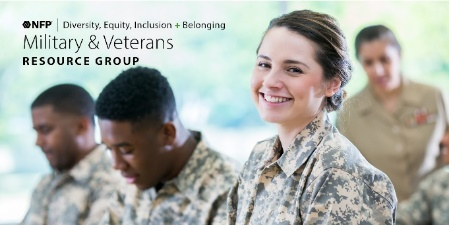 NFP | Diversity, Equity, Inclusion + Belonging
Military & Veterans
RESOURCE GROUP